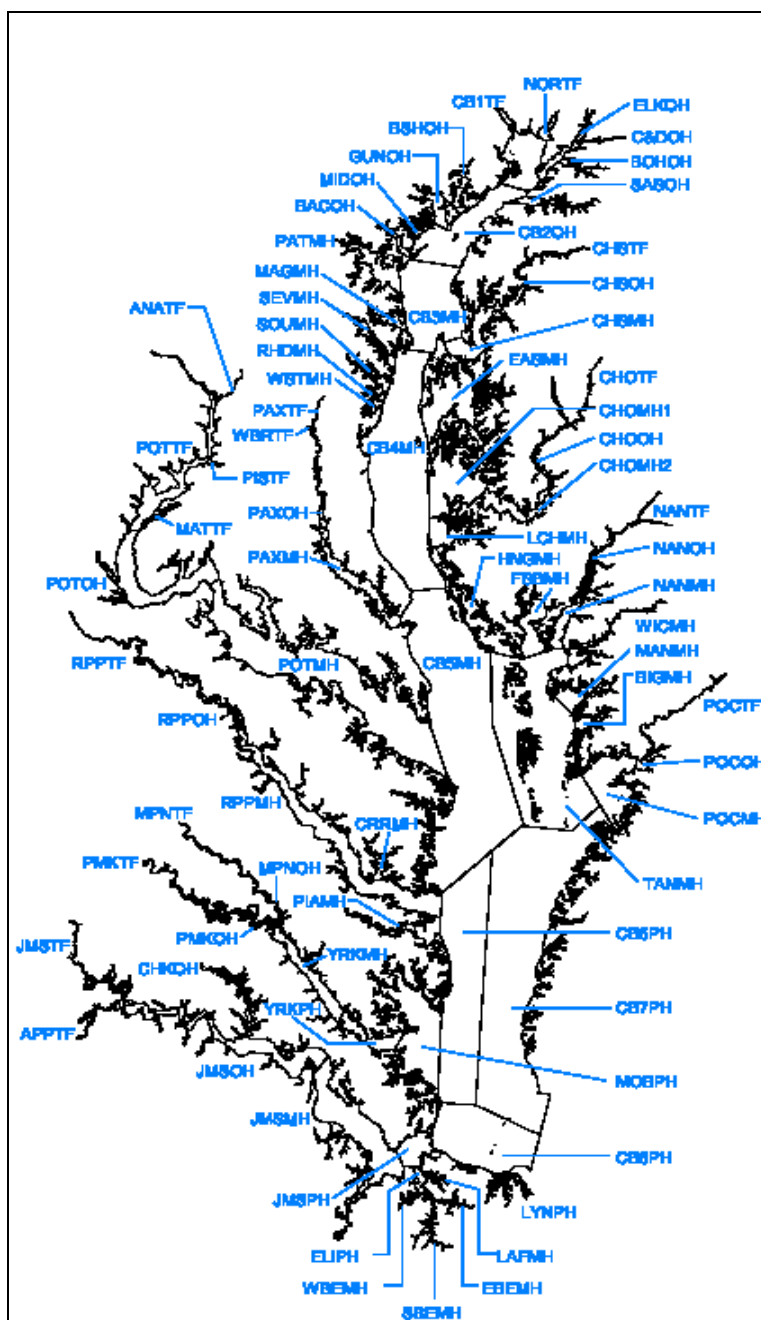 NORTF
CB1TF
ELKOH
BSHOH
C&DOH
GUNOH
BOHOH
MIDOH
SASOH
BACOH
PATMH
CB2OH
CHSTF
MAGMH
CHSOH
ANATF
SEVMH
CB3MH
SOUMH
CHSMH
RHDMH
EASMH
WSTMH
CHOTF
PAXTF
CHOMH1
WBRTF
POTTF
CB4MH
CHOOH
PISTF
CHOMH2
PAXOH
NANTF
MATTF
LCHMH
NANOH
PAXMH
HNGMH
FSBMH
POTOH
NANMH
WICMH
RPPTF
POTMH
CB5MH
MANMH
BIGMH
POCTF
RPPOH
POCOH
RPPMH
POCMH
MPNTF
CRRMH
PMKTF
MPNOH
TANMH
PIAMH
JMSTF
PMKOH
CB6PH
CHKOH
YRKMH
YRKPH
CB7PH
APPTF
JMSOH
MOBPH
JMSMH
JMSPH
LYNPH
ELIPH
LAFMH
WBEMH
EBEMH
SBEMH